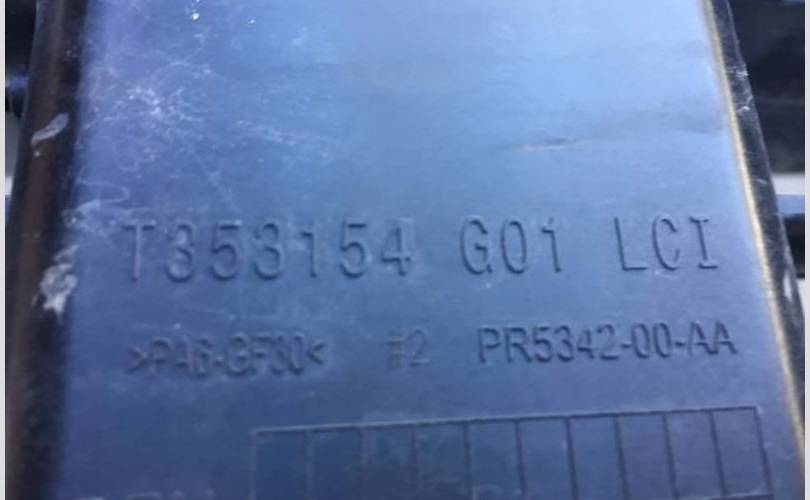 T353154 G01 LCI
>PA6-GF30< #2 PR5342-00-AA